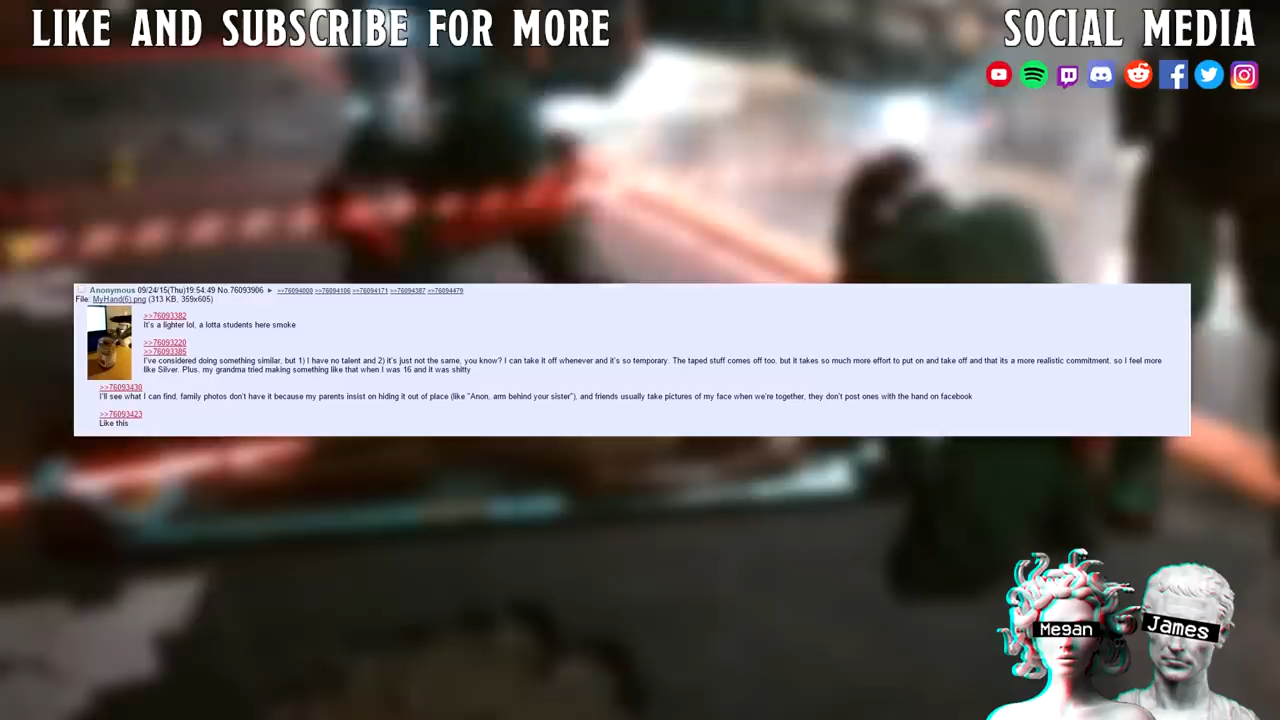 LIKE AND SUBSCRIBE FOR MORE
SOCIAL MEDIA
Anonymous 09/24/15(Thu)19:54:49 No.76093906 ► >>76094000 >>76094106 >>76094171 >>76094387 >>76094479
File: MyHand(6).png (313 KB, 359x605)
>>76093382
It's a lighter lol, a lotta students here smoke
>>76093220
>>76093385
I've considered doing something similar, but 1) I have no talent and 2) it's just not the same, you know? I can take it off whenever and it's so temporary. The taped stuff comes off too, but it takes so much more effort to put on and take off and that its a more realistic commitment, so I feel more
like Silver. Plus, my grandma tried making something like that when I was 16 and it was shitty
>>76093430
I'll see what I can find, family photos don't have it because my parents insist on hiding it out of place (like "Anon, arm behind your sister"), and friends usually take pictures of my face when we're together, they don't post ones with the hand on facebook
>>76093423
Like this
Megan
James